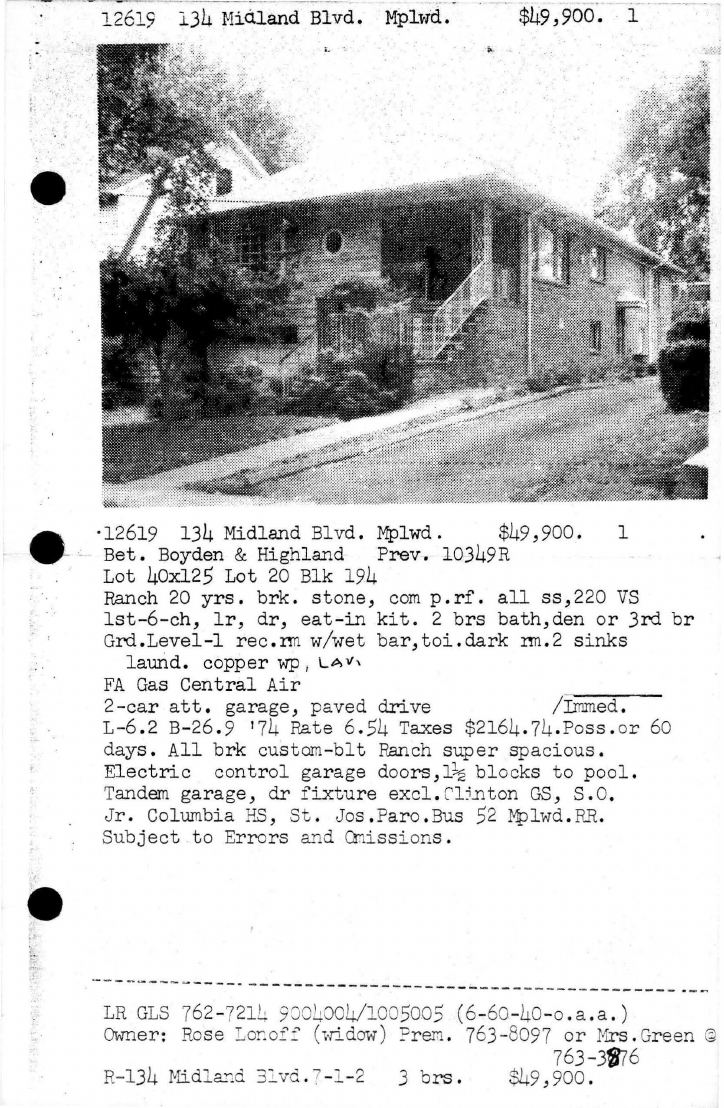 12619 134 Midland Blvd. Mplwd. $49,900. 1
12619 134 Midland Blvd. Mplwd. $49,900. 1 .
Bet. Boyden & Highland Prev. 10349R
Lot 40x125 Lot 20 Blk 194
Ranch 20 yrs. brk. stone, com p.rf. all ss,220 VS
1st-6-ch, lr, dr, eat-in kit. 2 brs bath,den or 3rd br
Grd.Level-1 rec.rm w/wet bar,toi.dark rm.2 sinks
laund. copper wp, LAV
FA Gas Central Air
2-car att. garage, paved drive /Immed.
L-6.2 B-26.9 '74 Rate 6.54 Taxes $2164.74.Poss.or 60
days. All brk custom-blt Ranch super spacious.
Electric control garage doors,1½ blocks to pool.
Tandem garage, dr fixture excl.Clinton GS, S.O.
Jr. Columbia HS, St. Jos.Paro.Bus 52 Mplwd.RR.
Subject to Errors and Omissions.
LR GLS 762-7214 9004004/1005005 (6-60-40-o.a.a.)
Owner: Rose Lonoff (widow) Prem. 763-8097 or Mrs.Green @
763-3876
R-134 Midland Blvd.7-1-2 3 brs. $49,900.